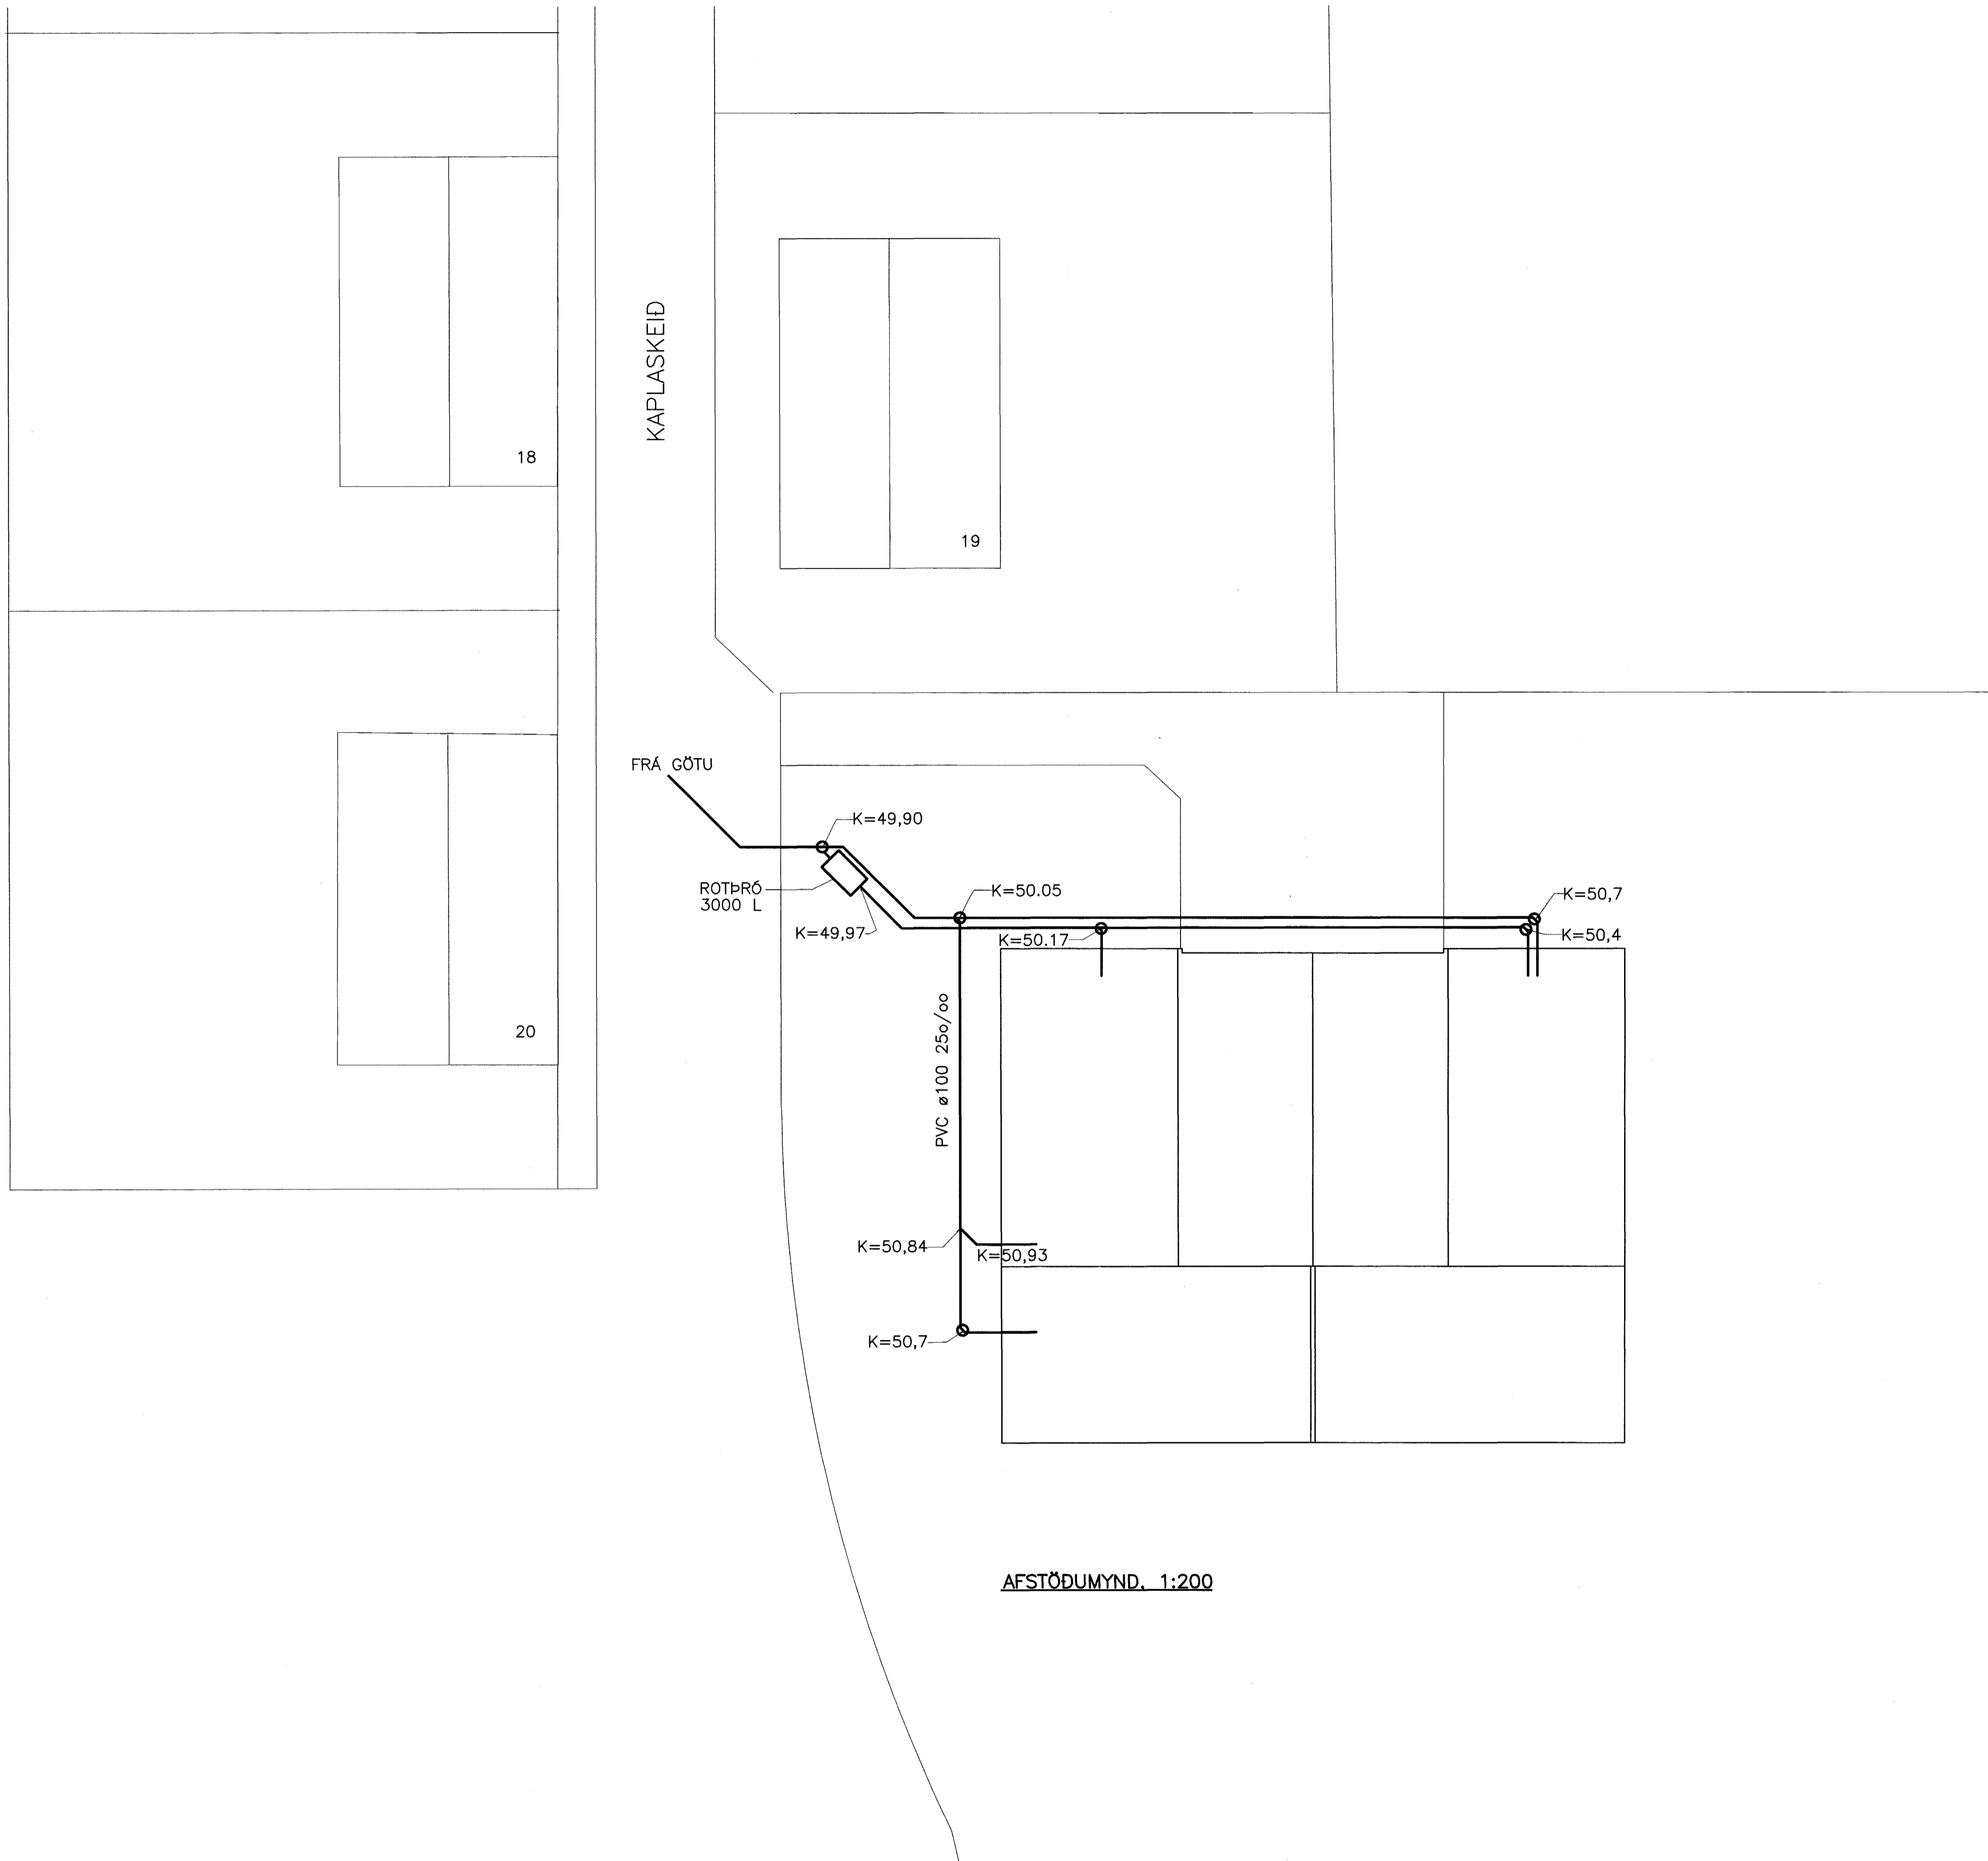 KAPLASKEIÐ
18
19
FRÁ GÖTU
K=49,90
ROTÞRÓ
3000 L
K=49,97
K=50.05
K=50.17
K=50,7
K=50,4
20
PVC ø100 25o/oo
K=50,84
K=50,93
K=50,7
AFSTÖÐUMYND. 1:200